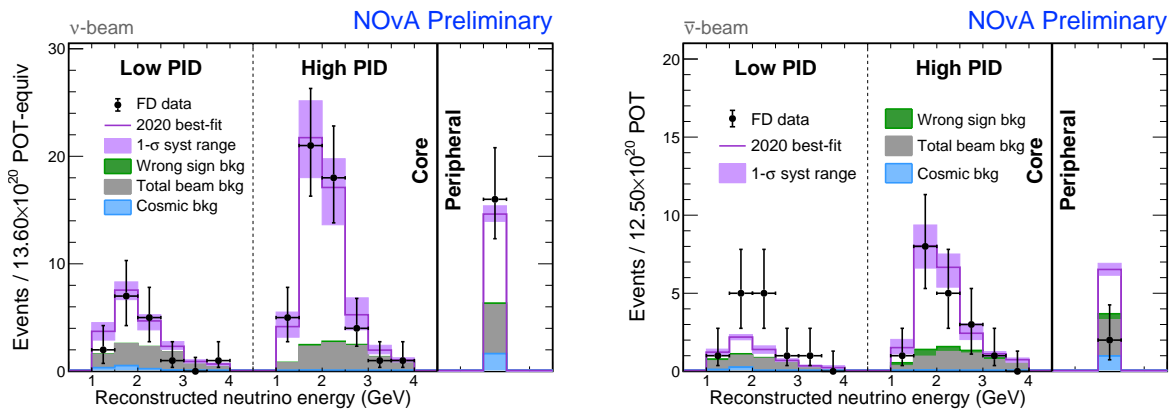 ν-beam
NOνA Preliminary
Events / 13.60×10²⁰ POT-equiv
30
20
10
0
Low PID
High PID
FD data
2020 best-fit
1-σ syst range
Wrong sign bkg
Total beam bkg
Cosmic bkg
Core
Peripheral
1 2 3 4 1 2 3 4
Reconstructed neutrino energy (GeV)
ν̅-beam
NOνA Preliminary
Events / 12.50×10²⁰ POT
20
15
10
5
0
Low PID
High PID
FD data
2020 best-fit
1-σ syst range
Wrong sign bkg
Total beam bkg
Cosmic bkg
Core
Peripheral
1 2 3 4 1 2 3 4
Reconstructed neutrino energy (GeV)